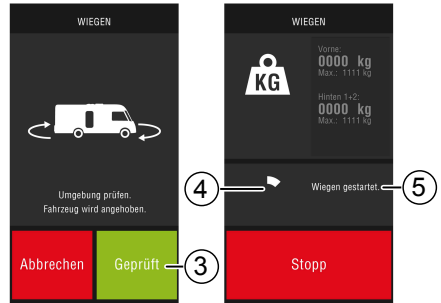 WIEGEN
Umgebung prüfen.
Fahrzeug wird angehoben.
Abbrechen
Geprüft
3
WIEGEN
KG
Vorne:
0000 kg
Max.: 1111 kg
Hinten 1+2:
0000 kg
Max.: 1111 kg
4
Wiegen gestartet.
5
Stopp